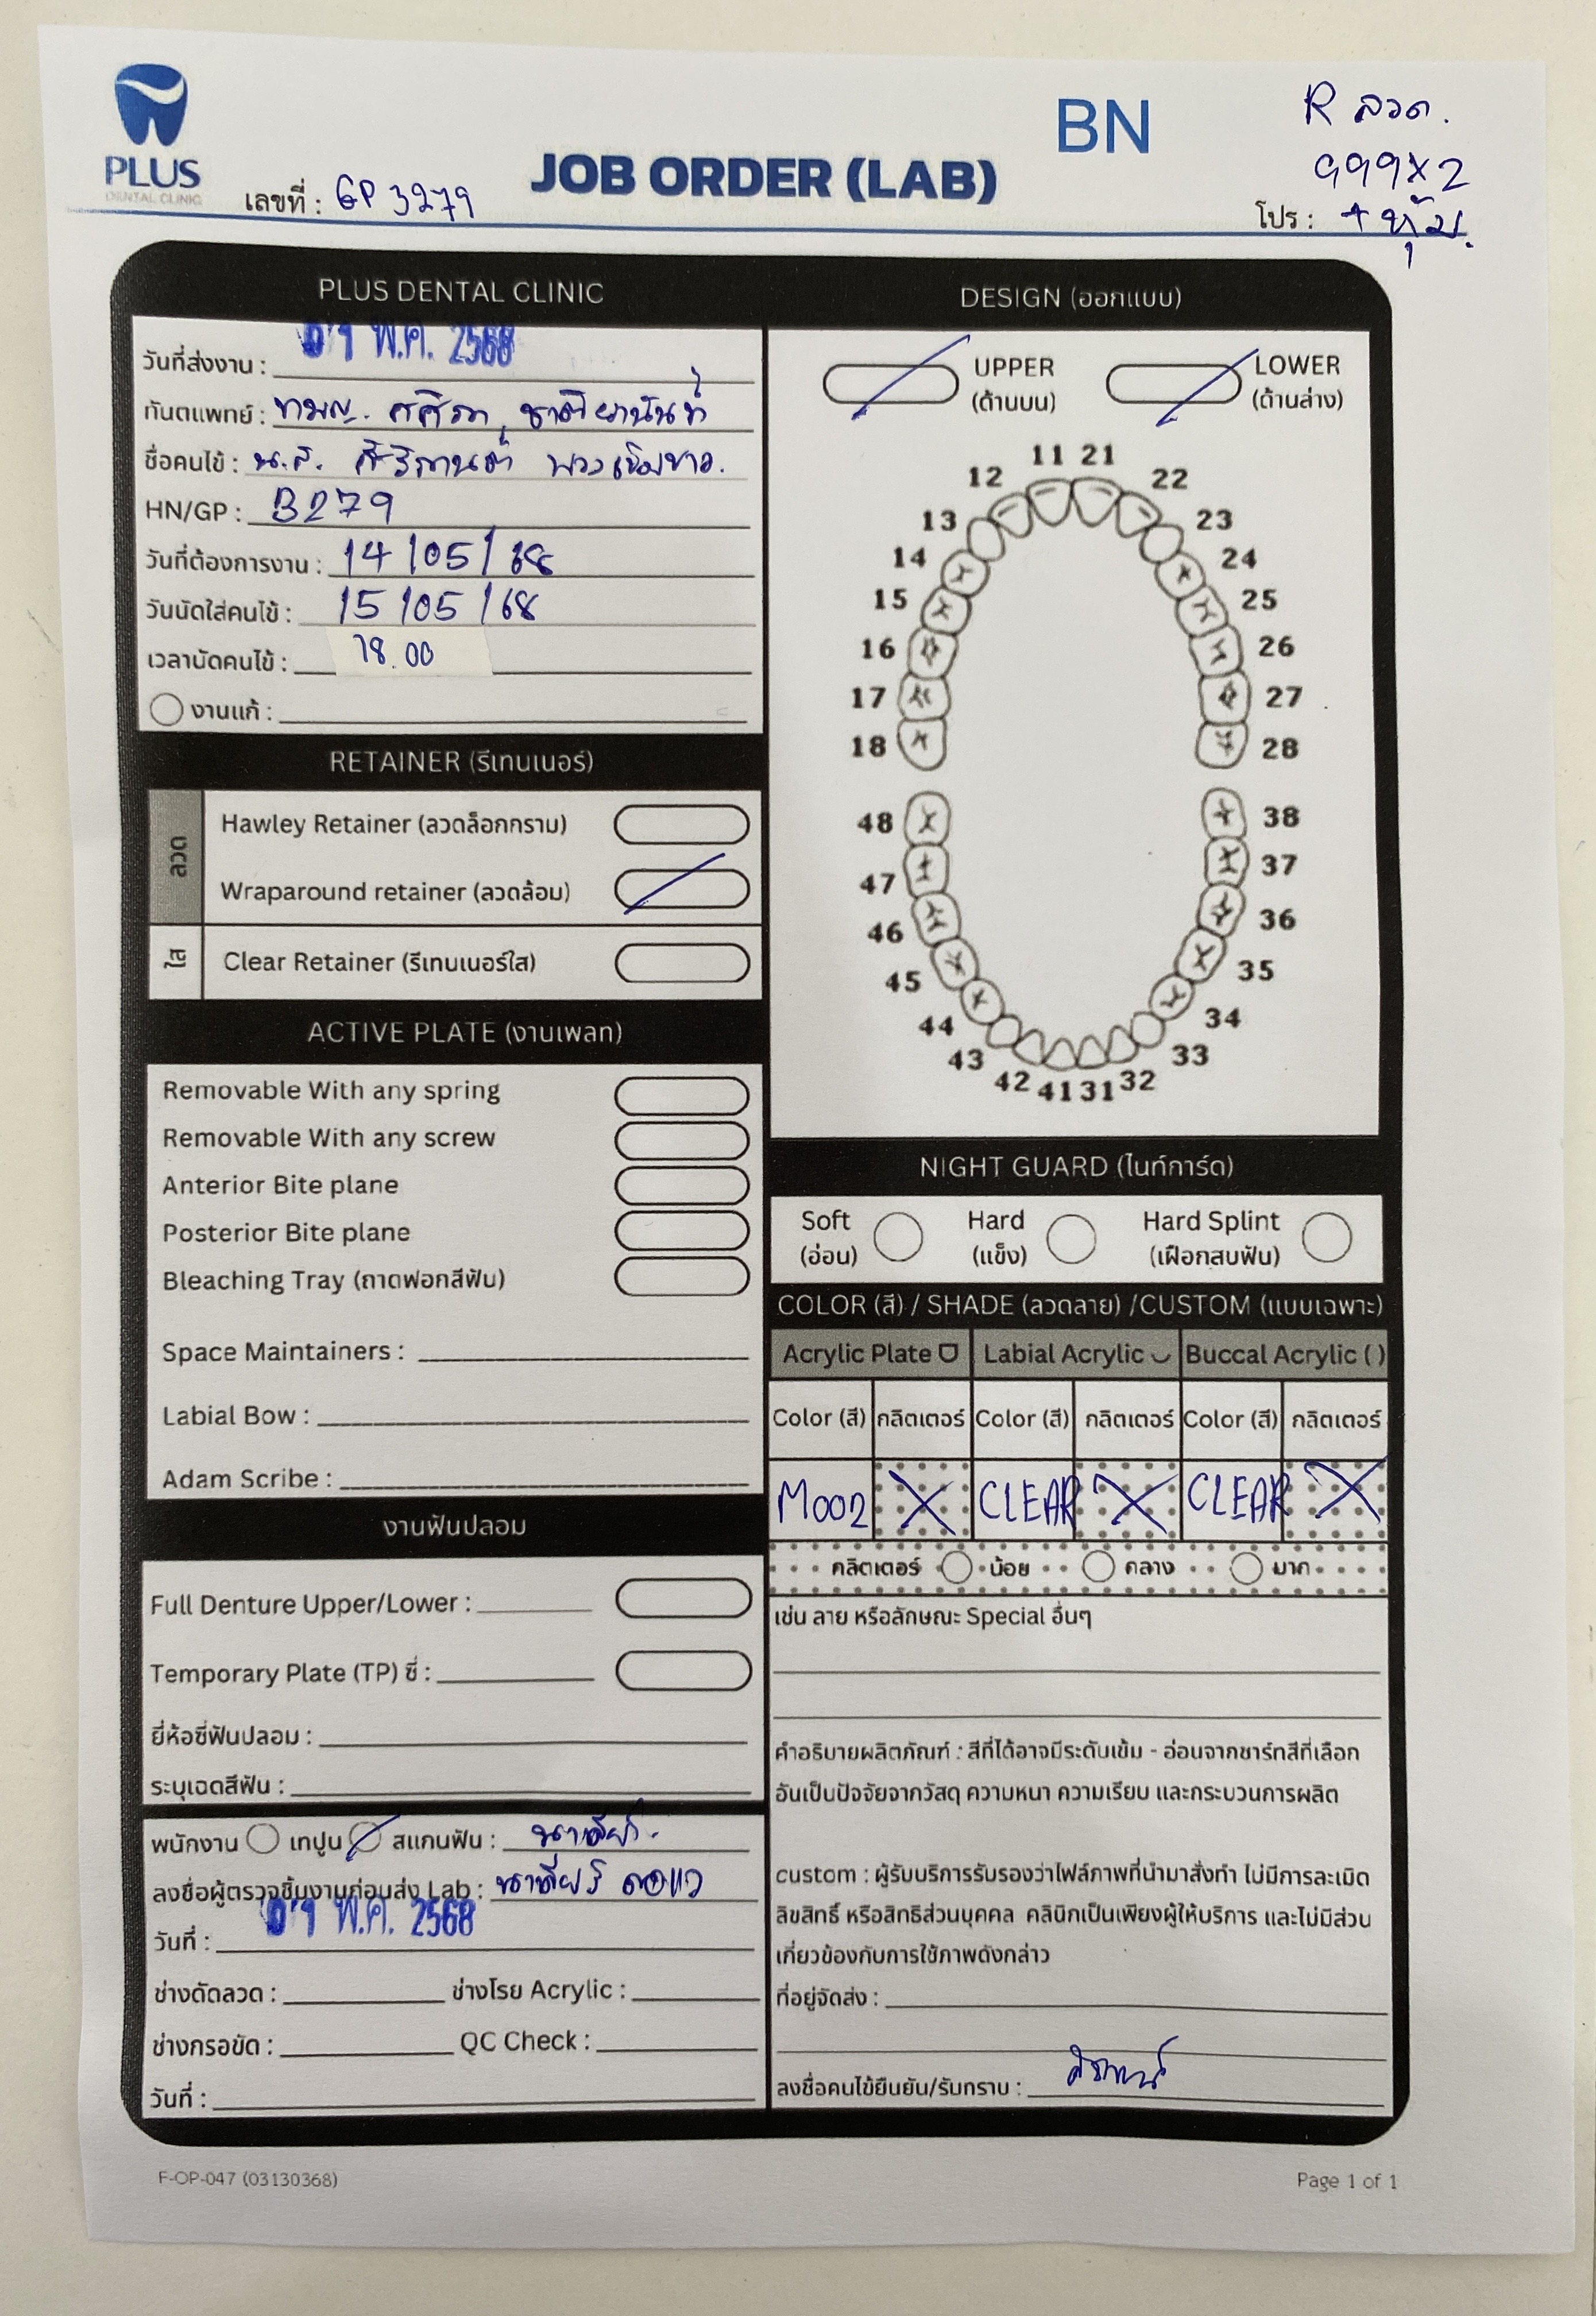 PLUS
DENTAL CLINIC
BN
JOB ORDER (LAB)
R ลวด.
999x2
เลขที่ : GP 3279
โปร : + หุ้ม.
PLUS DENTAL CLINIC
วันที่ส่งงาน : 01 พ.ค. 2568
ทันตแพทย์ : ทพญ. ศศิภา
ชื่อคนไข้ : น.ส.
HN/GP : 3279
วันที่ต้องการงาน : 14/05/68
วันนัดใส่คนไข้ : 15/05/68
เวลานัดคนไข้ : 18.00
งานแก้ :
RETAINER (รีเทนเนอร์)
ลวด
Hawley Retainer (ลวดล็อกกราม)
Wraparound retainer (ลวดล้อม)
ใส
Clear Retainer (รีเทนเนอร์ใส)
ACTIVE PLATE (งานเพลท)
Removable With any spring
Removable With any screw
Anterior Bite plane
Posterior Bite plane
Bleaching Tray (ถาดฟอกสีฟัน)
Space Maintainers :
Labial Bow :
Adam Scribe :
งานฟันปลอม
Full Denture Upper/Lower :
Temporary Plate (TP) ซี่ :
ยี่ห้อซี่ฟันปลอม :
ระบุเฉดสีฟัน :
พนักงาน เทปูน สแกนฟัน :
ลงชื่อผู้ตรวจชิ้นงานก่อนส่ง Lab :
วันที่ : 01 พ.ค. 2568
ช่างดัดลวด : ช่างโรย Acrylic :
ช่างกรอขัด : QC Check :
วันที่ :
DESIGN (ออกแบบ)
UPPER (ด้านบน) LOWER (ด้านล่าง)
11 21
12 22
13 23
14 24
15 25
16 26
17 27
18 28
48 38
47 37
46 36
45 35
44 34
43 33
42 41 31 32
NIGHT GUARD (ไนท์การ์ด)
Soft (อ่อน) Hard (แข็ง) Hard Splint (เฝือกสบฟัน)
COLOR (สี) / SHADE (ลวดลาย) /CUSTOM (แบบเฉพาะ)
Acrylic Plate Labial Acrylic Buccal Acrylic ( )
Color (สี) กลิตเตอร์ Color (สี) กลิตเตอร์ Color (สี) กลิตเตอร์
M002 CLEAR CLEAR
กลิตเตอร์ น้อย กลาง มาก
เช่น ลาย หรือลักษณะ Special อื่นๆ
คำอธิบายผลิตภัณฑ์ : สีที่ได้อาจมีระดับเข้ม - อ่อนจากชาร์ทสีที่เลือก
อันเป็นปัจจัยจากวัสดุ ความหนา ความเรียบ และกระบวนการผลิต
custom : ผู้รับบริการรับรองว่าไฟล์ภาพที่นำมาสั่งทำ ไม่มีการละเมิด
ลิขสิทธิ์ หรือสิทธิส่วนบุคคล คลินิกเป็นเพียงผู้ให้บริการ และไม่มีส่วน
เกี่ยวข้องกับการใช้ภาพดังกล่าว
ที่อยู่จัดส่ง :
ลงชื่อคนไข้ยืนยัน/รับทราบ :
F-OP-047 (03130368)
Page 1 of 1